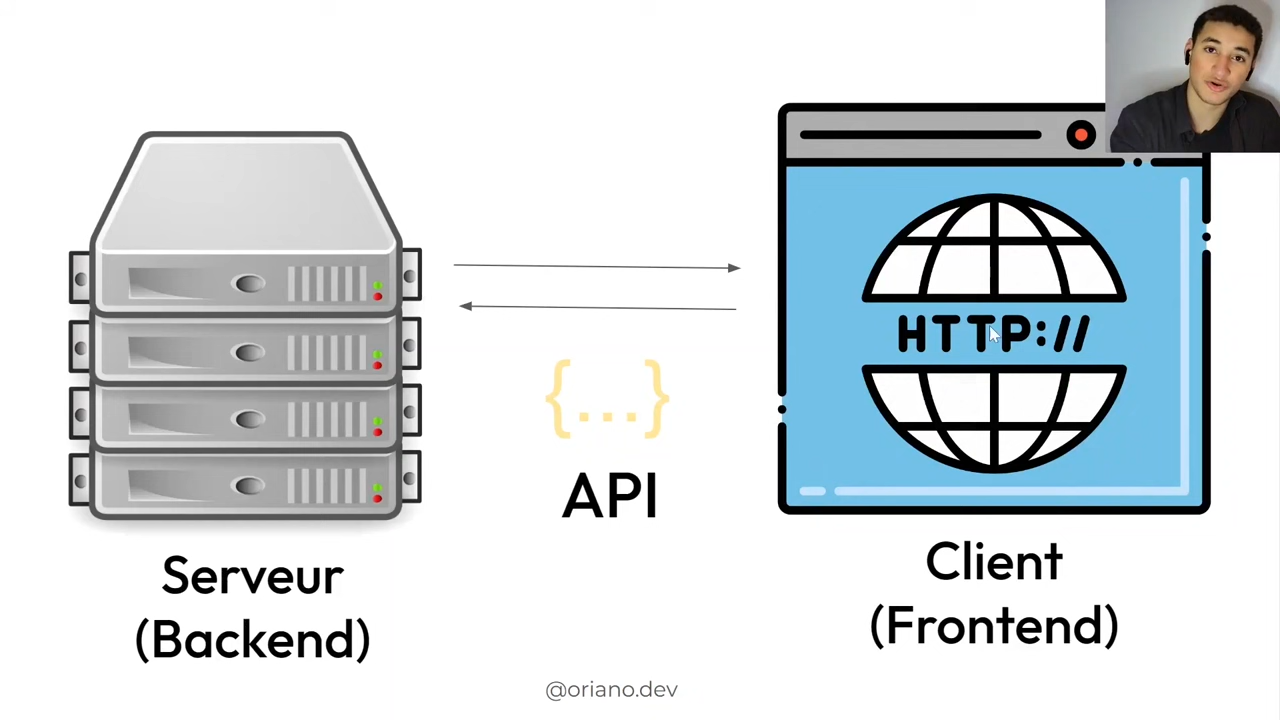 HTTP://
{...}
API
Serveur
(Backend)
Client
(Frontend)
@oriano.dev